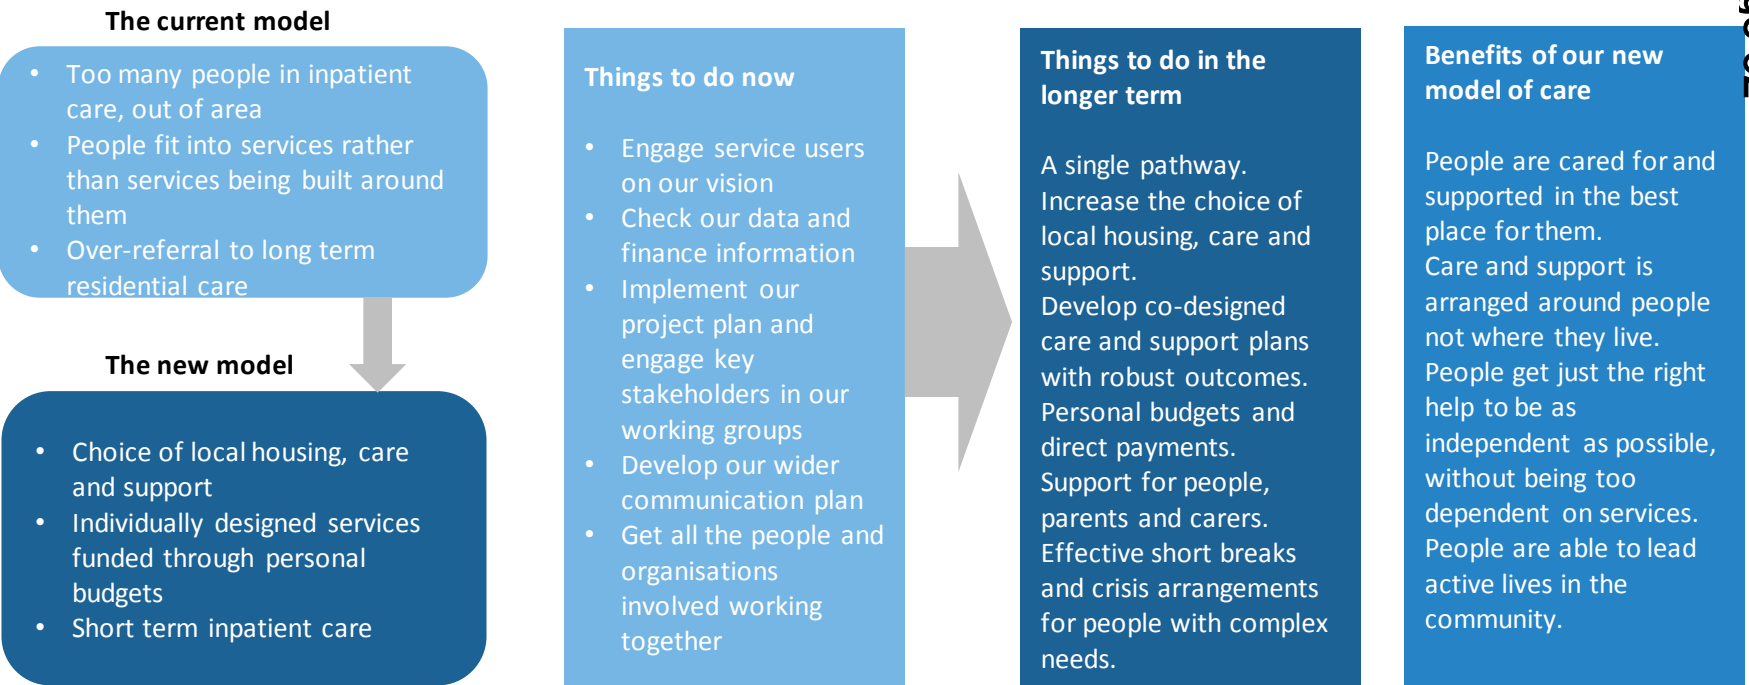 The current model
• Too many people in inpatient
care, out of area
• People fit into services rather
than services being built around
them
• Over-referral to long term
residential care
The new model
• Choice of local housing, care
and support
• Individually designed services
funded through personal
budgets
• Short term inpatient care
Things to do now
• Engage service users
on our vision
• Check our data and
finance information
• Implement our
project plan and
engage key
stakeholders in our
working groups
• Develop our wider
communication plan
• Get all the people and
organisations
involved working
together
Things to do in the
longer term
A single pathway.
Increase the choice of
local housing, care and
support.
Develop co-designed
care and support plans
with robust outcomes.
Personal budgets and
direct payments.
Support for people,
parents and carers.
Effective short breaks
and crisis arrangements
for people with complex
needs.
Benefits of our new
model of care
People are cared for and
supported in the best
place for them.
Care and support is
arranged around people
not where they live.
People get just the right
help to be as
independent as possible,
without being too
dependent on services.
People are able to lead
active lives in the
community.